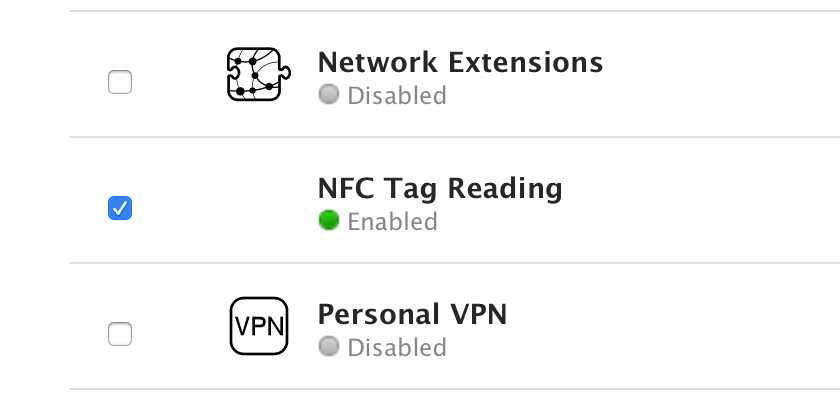 Network Extensions
Disabled
NFC Tag Reading
Enabled
VPN
Personal VPN
Disabled